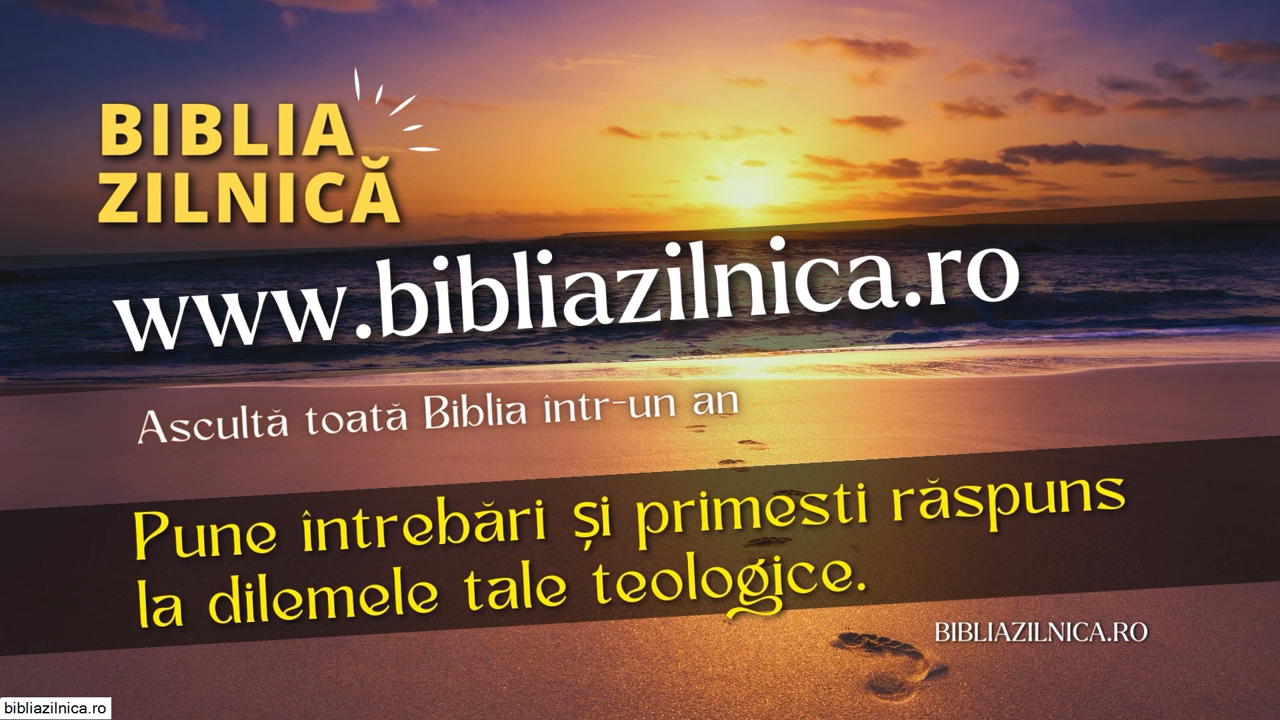 BIBLIA
ZILNICĂ
www.bibliazilnica.ro
Ascultă toată Biblia într-un an
Pune întrebări și primesti răspuns
la dilemele tale teologice.
BIBLIAZILNICA.RO
bibliazilnica.ro